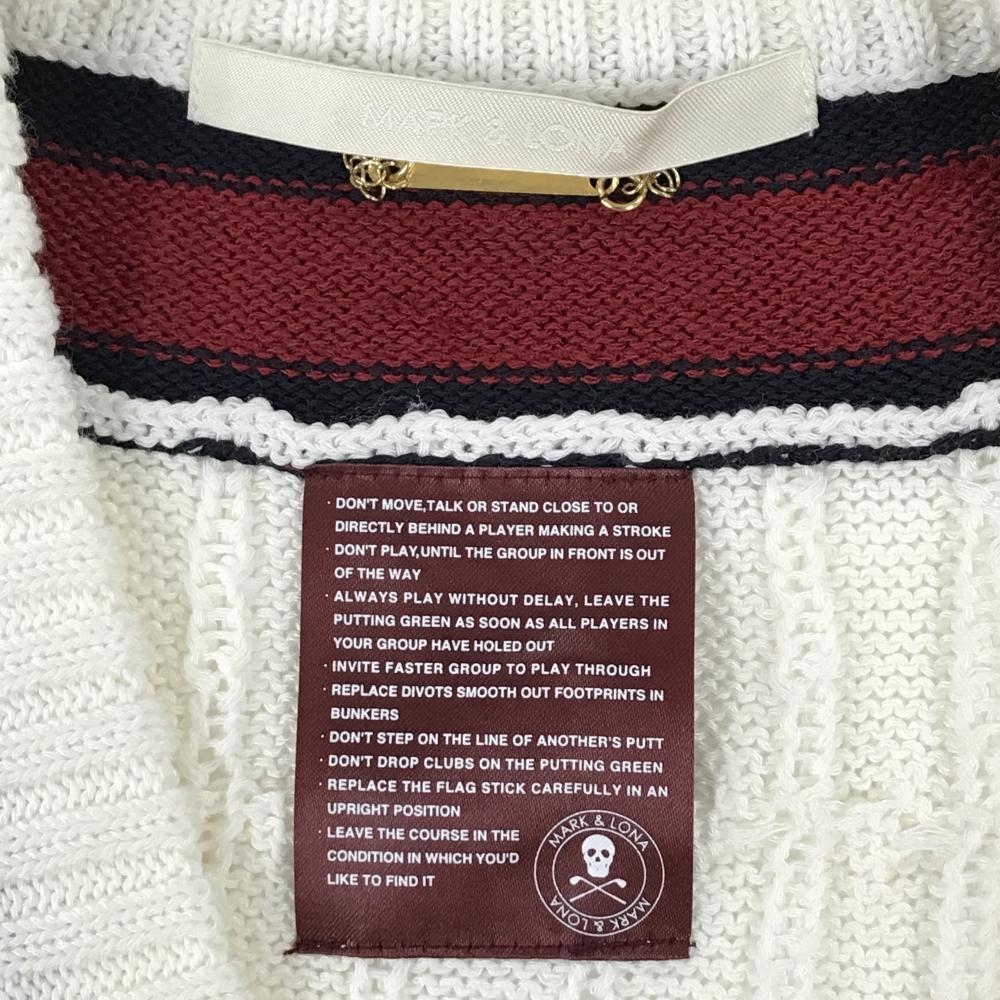 MARK & LONA
· DON'T MOVE,TALK OR STAND CLOSE TO OR
DIRECTLY BEHIND A PLAYER MAKING A STROKE
· DON'T PLAY,UNTIL THE GROUP IN FRONT IS OUT
OF THE WAY
· ALWAYS PLAY WITHOUT DELAY, LEAVE THE
PUTTING GREEN AS SOON AS ALL PLAYERS IN
YOUR GROUP HAVE HOLED OUT
· INVITE FASTER GROUP TO PLAY THROUGH
· REPLACE DIVOTS SMOOTH OUT FOOTPRINTS IN
BUNKERS
· DON'T STEP ON THE LINE OF ANOTHER'S PUTT
· DON'T DROP CLUBS ON THE PUTTING GREEN
· REPLACE THE FLAG STICK CAREFULLY IN AN
UPRIGHT POSITION
· LEAVE THE COURSE IN THE
CONDITION IN WHICH YOU'D
LIKE TO FIND IT
MARK & LONA
MARK & LONA